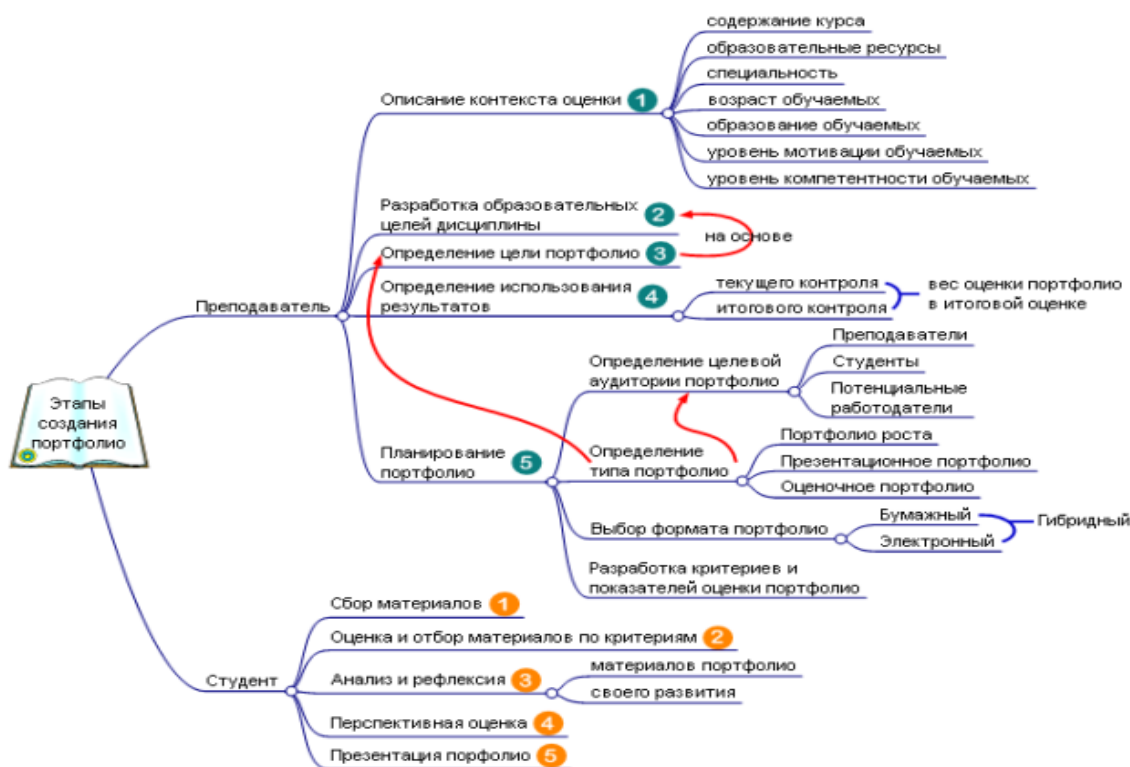 Этапы
создания
портфолио
Преподаватель
Описание контекста оценки 1
содержание курса
образовательные ресурсы
специальность
возраст обучаемых
образование обучаемых
уровень мотивации обучаемых
уровень компетентности обучаемых
Разработка образовательных
целей дисциплины 2
на основе
Определение цели портфолио 3
Определение использования
результатов 4
текущего контроля
итогового контроля
вес оценки портфолио
в итоговой оценке
Планирование
портфолио 5
Определение целевой
аудитории портфолио
Преподаватели
Студенты
Потенциальные
работодатели
Определение
типа портфолио
Портфолио роста
Презентационное портфолио
Оценочное портфолио
Выбор формата портфолио
Бумажный
Электронный
Гибридный
Разработка критериев и
показателей оценки портфолио
Студент
Сбор материалов 1
Оценка и отбор материалов по критериям 2
Анализ и рефлексия 3
материалов портфолио
своего развития
Перспективная оценка 4
Презентация порфолио 5